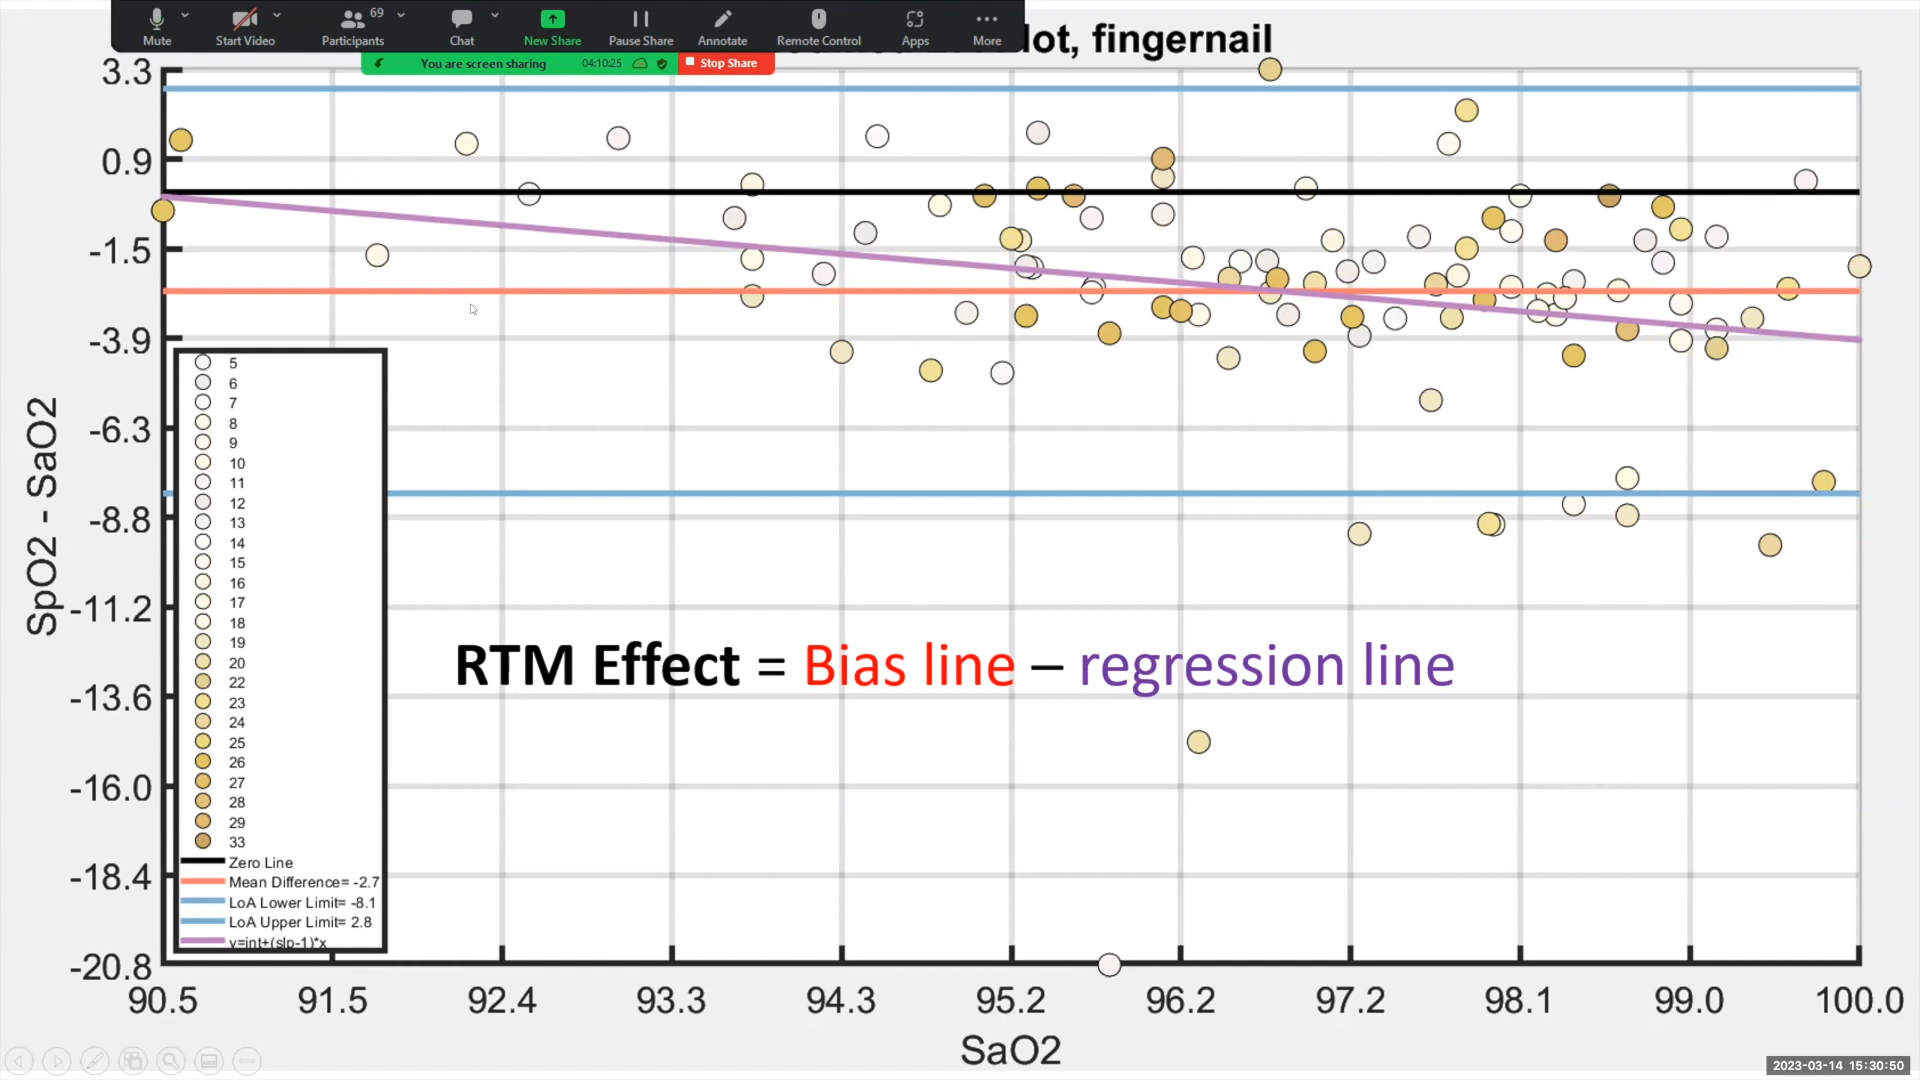 Mute
Start Video
Participants
69
Chat
New Share
Pause Share
Annotate
Remote Control
Apps
More
You are screen sharing
04:10:25
Stop Share
lot, fingernail
3.3
0.9
-1.5
-3.9
-6.3
-8.8
-11.2
-13.6
-16.0
-18.4
-20.8
SpO2 - SaO2
5
6
7
8
9
10
11
12
13
14
15
16
17
18
19
20
22
23
24
25
26
27
28
29
33
Zero Line
Mean Difference= -2.7
LoA Lower Limit= -8.1
LoA Upper Limit= 2.8
y=int+(slp-1)*x
RTM Effect = Bias line – regression line
90.5
91.5
92.4
93.3
94.3
95.2
96.2
97.2
98.1
99.0
100.0
SaO2
2023-03-14 15:30:50